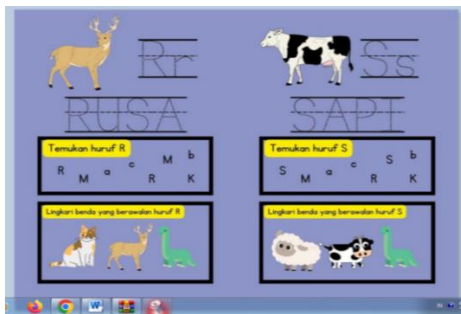 Rr
RUSA
Temukan huruf R
R M a c R M b K
Lingkari benda yang berawalan huruf R
Ss
SAPI
Temukan huruf S
S M a c R S b K
Lingkari benda yang berawalan huruf S